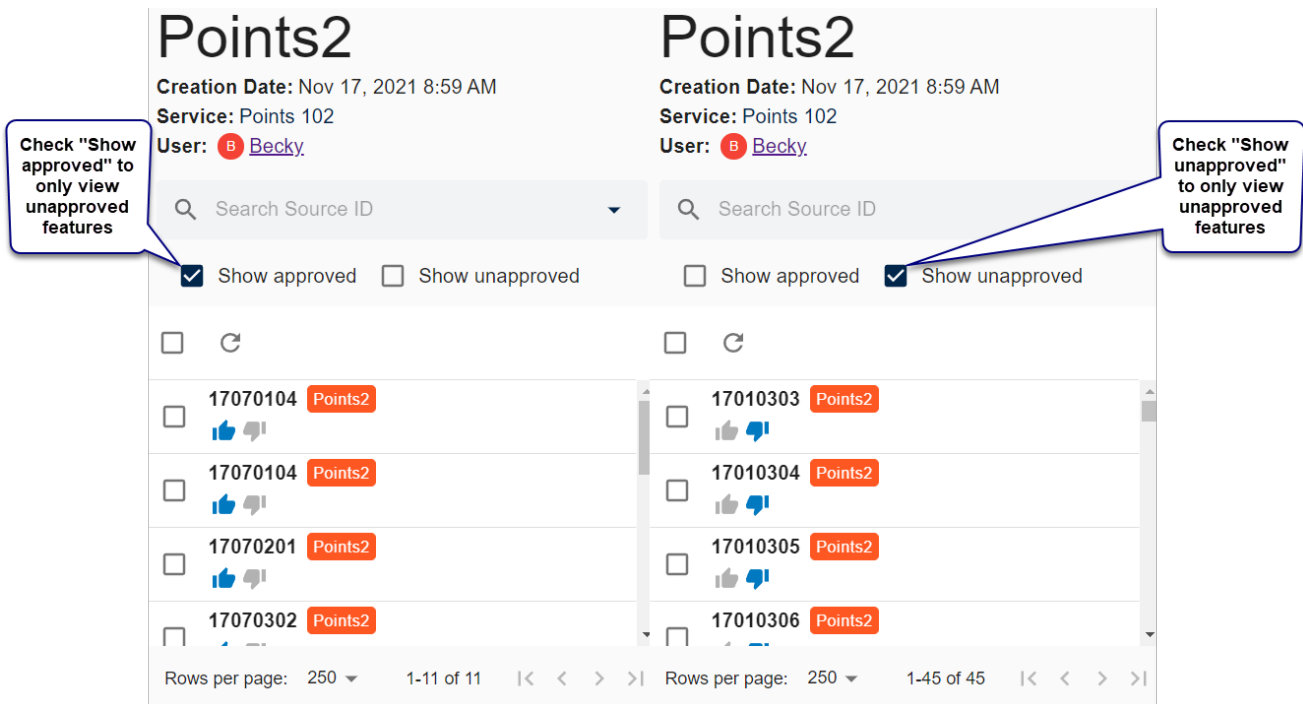 Points2
Creation Date: Nov 17, 2021 8:59 AM
Service: Points 102
User: B Becky
Check "Show
approved" to
only view
unapproved
features
Search Source ID
Show approved Show unapproved
17070104 Points2
17070104 Points2
17070201 Points2
17070302 Points2
Rows per page: 250 1-11 of 11
Points2
Creation Date: Nov 17, 2021 8:59 AM
Service: Points 102
User: B Becky
Check "Show
unapproved"
to only view
unapproved
features
Search Source ID
Show approved Show unapproved
17010303 Points2
17010304 Points2
17010305 Points2
17010306 Points2
Rows per page: 250 1-45 of 45